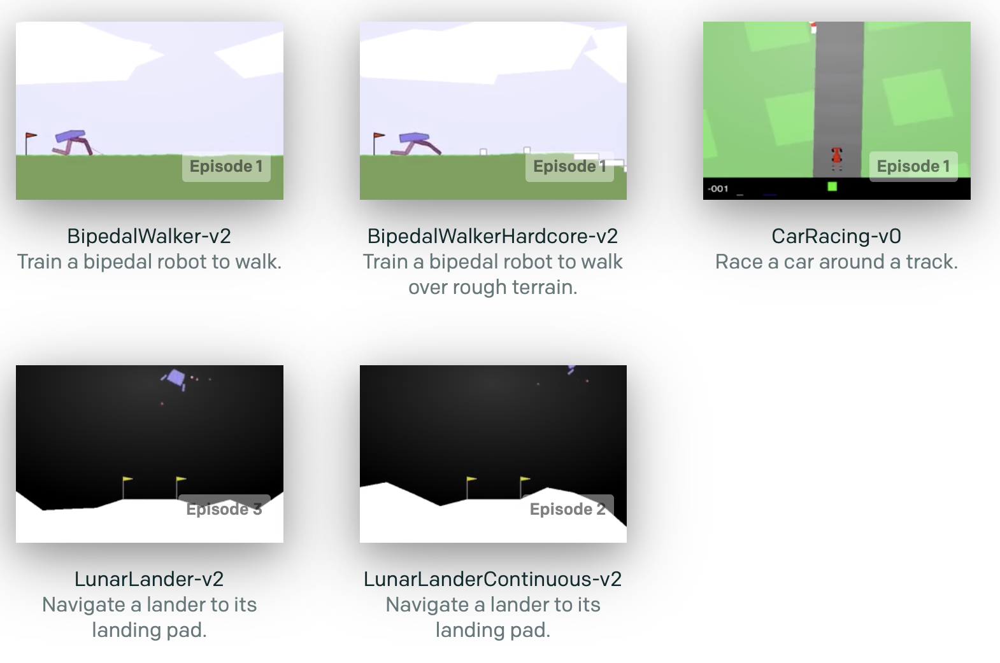 Episode 1
Episode 1
Episode 1
-001
BipedalWalker-v2
Train a bipedal robot to walk.
BipedalWalkerHardcore-v2
Train a bipedal robot to walk
over rough terrain.
CarRacing-v0
Race a car around a track.
Episode 3
Episode 2
LunarLander-v2
Navigate a lander to its
landing pad.
LunarLanderContinuous-v2
Navigate a lander to its
landing pad.